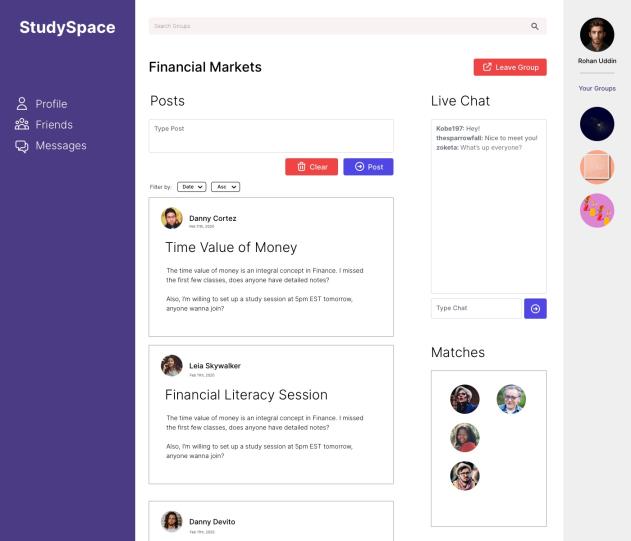 StudySpace
Profile
Friends
Messages
Search Groups
Financial Markets
Leave Group
Posts
Type Post
Clear
Post
Filter by:
Date
Asc
Danny Cortez
Feb 11th, 2020
Time Value of Money
The time value of money is an integral concept in Finance. I missed
the first few classes, does anyone have detailed notes?
Also, I'm willing to set up a study session at 5pm EST tomorrow,
anyone wanna join?
Leia Skywalker
Feb 11th, 2020
Financial Literacy Session
The time value of money is an integral concept in Finance. I missed
the first few classes, does anyone have detailed notes?
Also, I'm willing to set up a study session at 5pm EST tomorrow,
anyone wanna join?
Danny Devito
Feb 11th, 2020
Live Chat
Kobe197: Hey!
thesparrowfall: Nice to meet you!
zoketa: What's up everyone?
Type Chat
Matches
Rohan Uddin
Your Groups